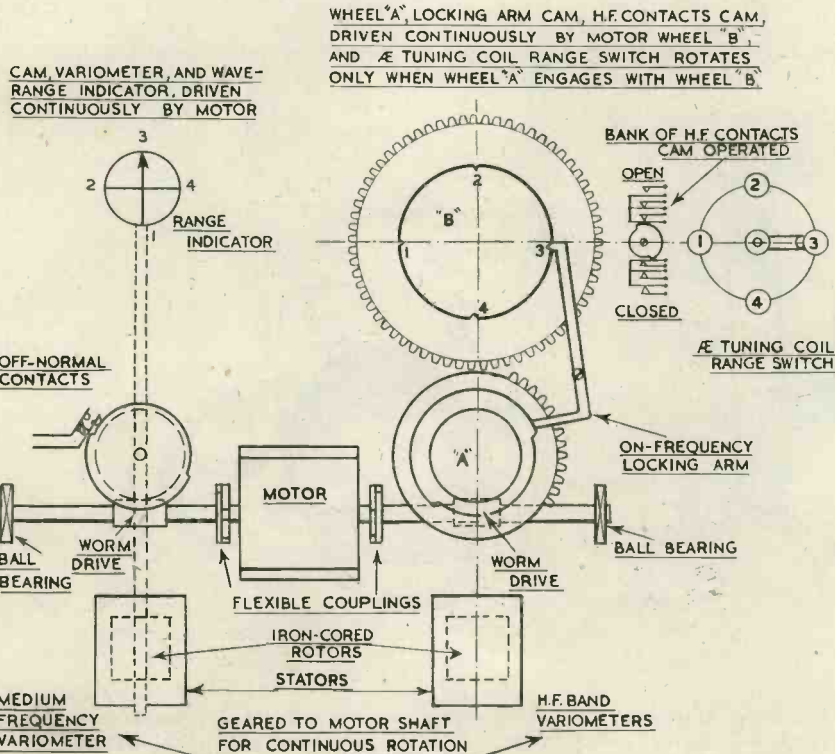 WHEEL "A", LOCKING ARM CAM, H.F. CONTACTS CAM,
DRIVEN CONTINUOUSLY BY MOTOR WHEEL "B",
AND Æ TUNING COIL RANGE SWITCH ROTATES
ONLY WHEN WHEEL "A" ENGAGES WITH WHEEL "B"
CAM, VARIOMETER, AND WAVE-
RANGE INDICATOR, DRIVEN
CONTINUOUSLY BY MOTOR
3
2
4
RANGE
INDICATOR
2
"B"
1
3
4
BANK OF H.F. CONTACTS
CAM OPERATED
OPEN
CLOSED
2
1
3
4
Æ TUNING COIL
RANGE SWITCH
OFF-NORMAL
CONTACTS
"A"
ON-FREQUENCY
LOCKING ARM
MOTOR
BALL
BEARING
WORM
DRIVE
FLEXIBLE COUPLINGS
WORM
DRIVE
BALL BEARING
IRON-CORED
ROTORS
STATORS
MEDIUM
FREQUENCY
VARIOMETER
GEARED TO MOTOR SHAFT
FOR CONTINUOUS ROTATION
H.F. BAND
VARIOMETERS